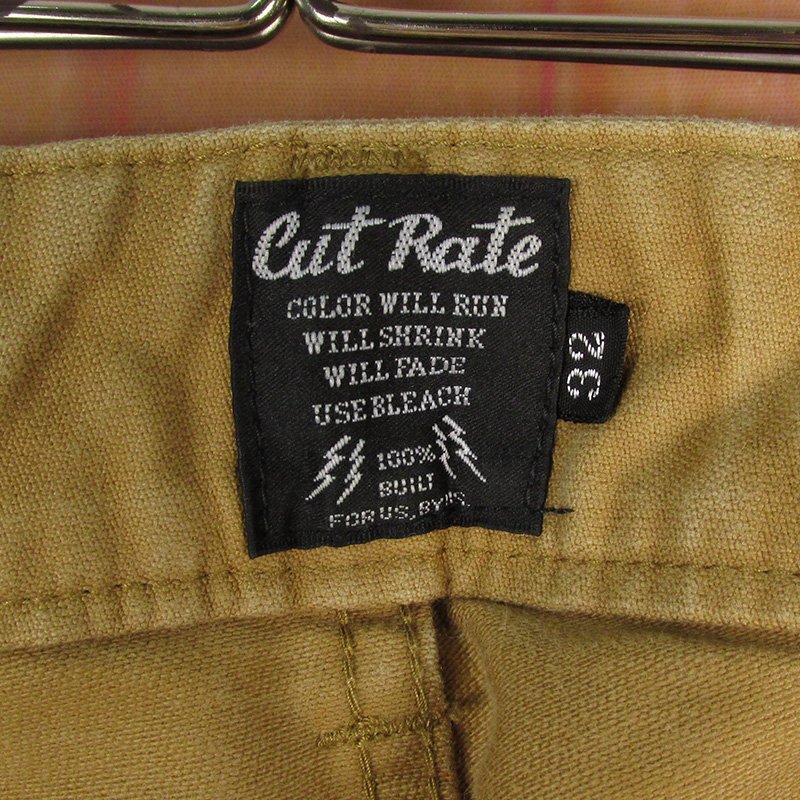 Cut Rate
COLOR WILL RUN
WILL SHRINK
WILL FADE
USE BLEACH
100%
BUILT
FOR US, BY US.
32